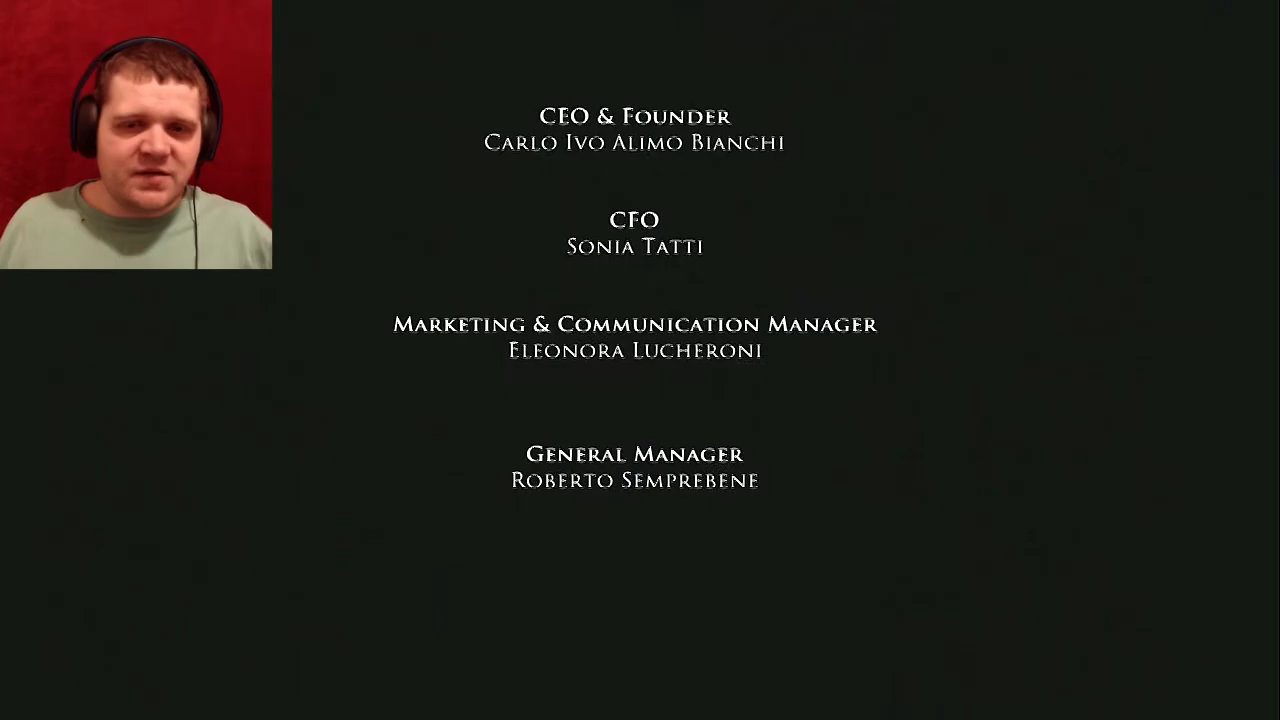 CEO & Founder
Carlo Ivo Alimo Bianchi
CFO
Sonia Tatti
Marketing & Communication Manager
Eleonora Lucheroni
General Manager
Roberto Semprebene